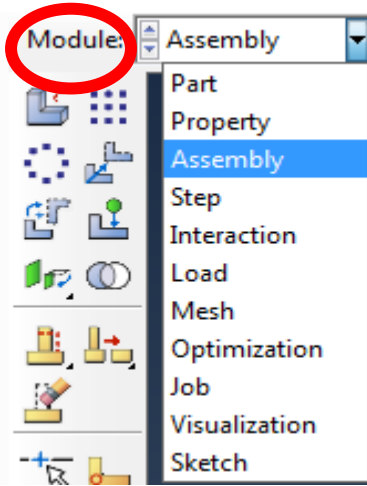 Module: Assembly
Part
Property
Assembly
Step
Interaction
Load
Mesh
Optimization
Job
Visualization
Sketch